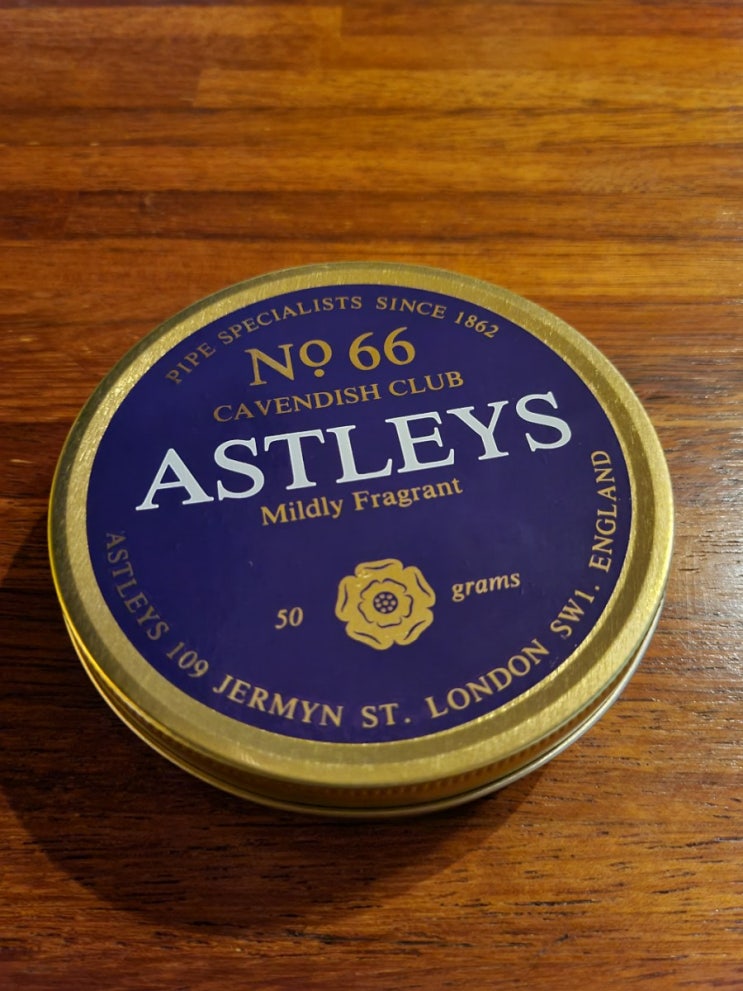 PIPE SPECIALISTS SINCE 1862
Nº 66
CAVENDISH CLUB
ASTLEYS
Mildly Fragrant
50 grams
ASTLEYS 109 JERMYN ST. LONDON SW1. ENGLAND